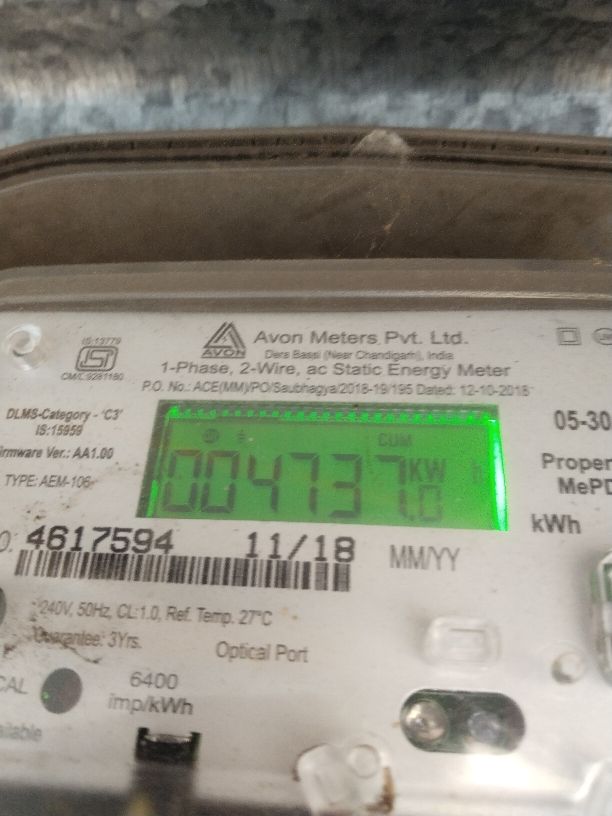 IS:13779
ISI
CM/L:9281180
AVON
Avon Meters Pvt. Ltd.
Dera Bassi (Near Chandigarh), India
1-Phase, 2-Wire, ac Static Energy Meter
P.O. No.: ACE(MM)/PO/Saubhagya/2018-19/195 Dated: 12-10-2018
DLMS-Category - 'C3'
IS:15959
irmware Ver.: AA1.00
TYPE: AEM-106
CUM
004737.0 KW h
05-30
Proper
MePD
kWh
O. 4617594 11/18 MM/YY
240V, 50Hz, CL:1.0, Ref. Temp. 27°C
Guarantee: 3Yrs.
Optical Port
CAL
6400
imp/kWh
ailable